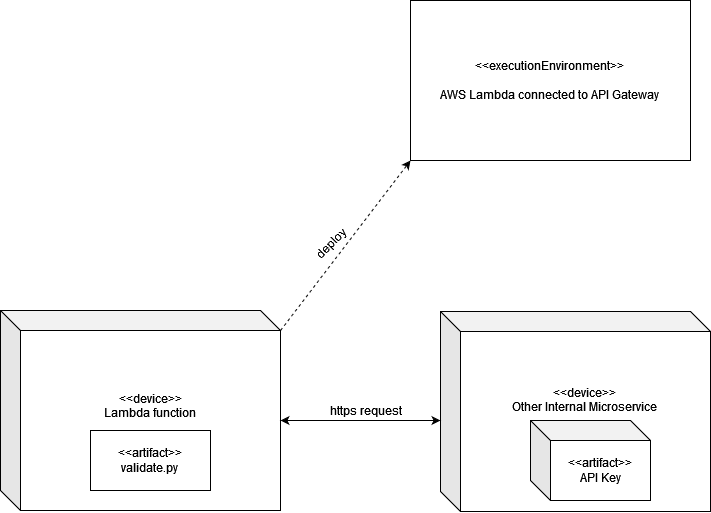 <<executionEnvironment>>
AWS Lambda connected to API Gateway
deploy
<<device>>
Lambda function
<<artifact>>
validate.py
https request
<<device>>
Other Internal Microservice
<<artifact>>
API Key